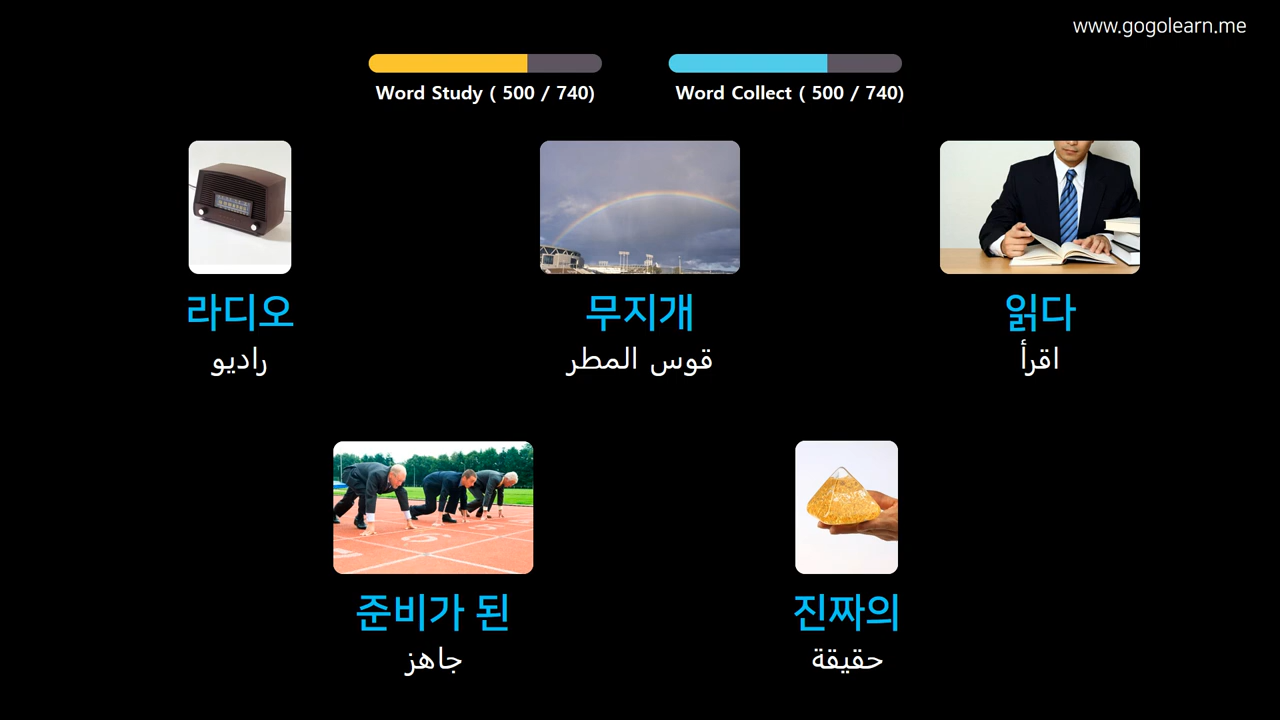 www.gogolearn.me
Word Study ( 500 / 740)
Word Collect ( 500 / 740)
라디오
راديو
무지개
قوس المطر
읽다
اقرأ
준비가 된
جاهز
진짜의
حقيقة